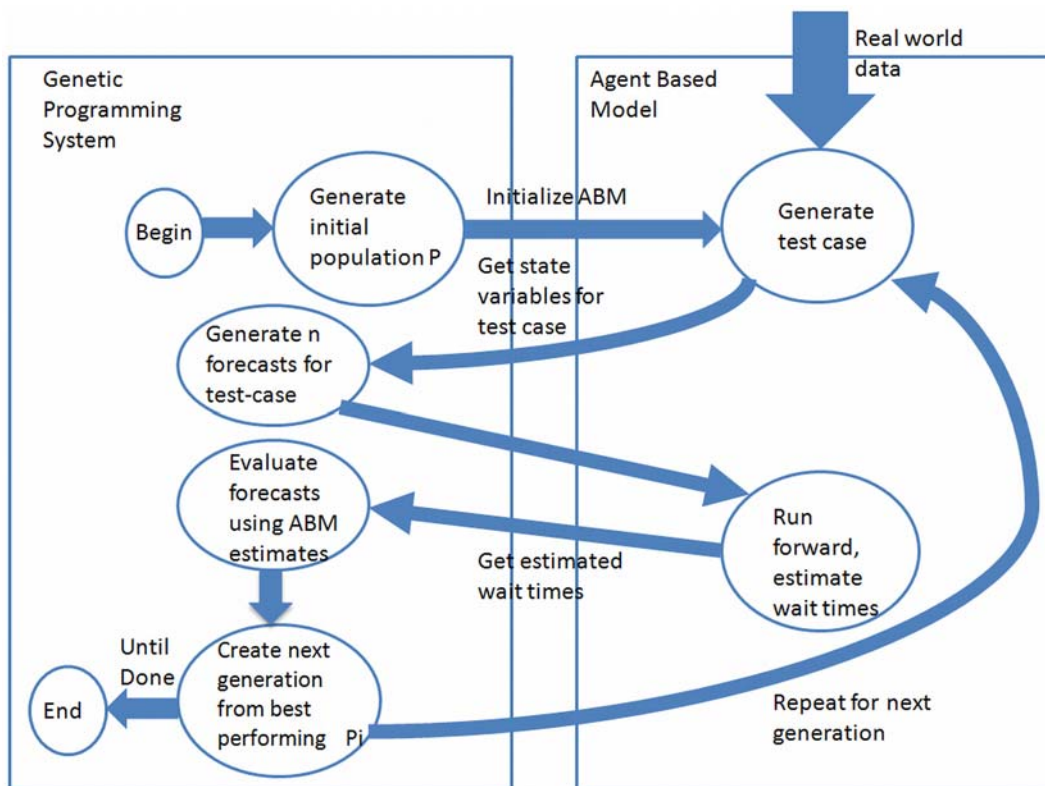 Genetic
Programming
System
Agent Based
Model
Real world
data
Begin
Generate
initial
population P
Initialize ABM
Generate
test case
Get state
variables for
test case
Generate n
forecasts for
test-case
Evaluate
forecasts
using ABM
estimates
Get estimated
wait times
Run
forward,
estimate
wait times
Until
Done
End
Create next
generation
from best
performing Pi
Repeat for next
generation